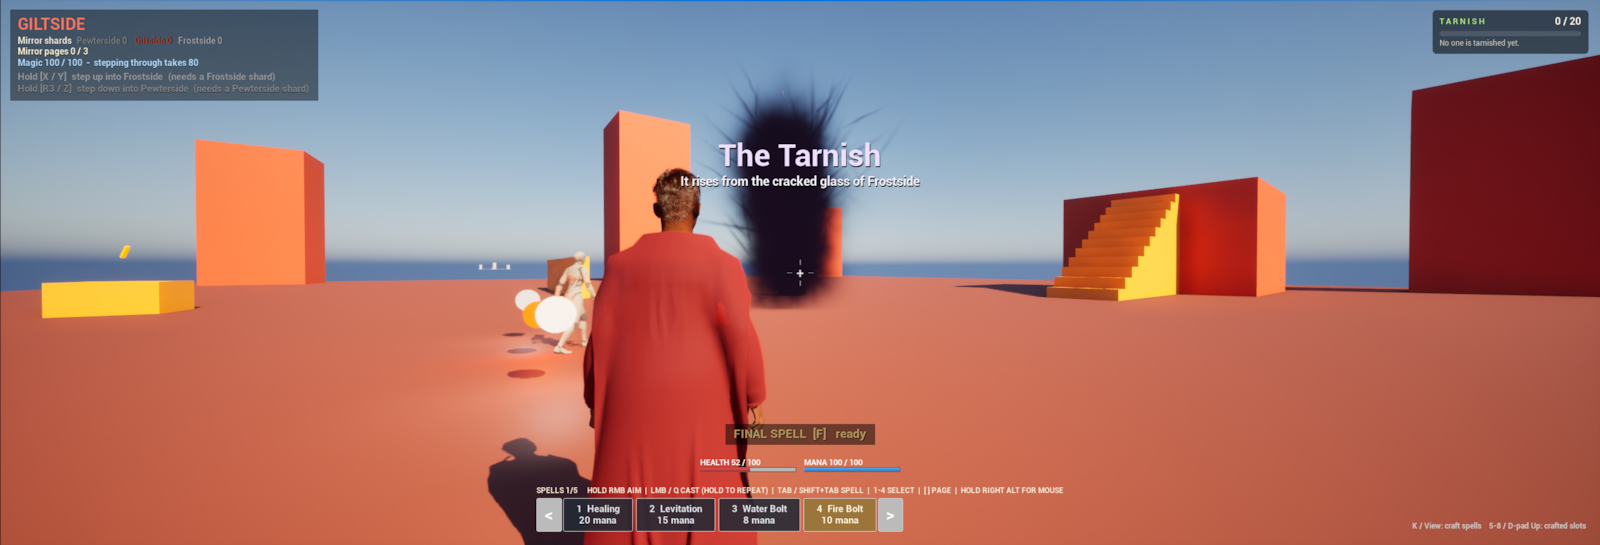 GILTSIDE
Mirror shards Pewterside 0 Giltside 0 Frostside 0
Mirror pages 0 / 3
Magic 100 / 100 - stepping through takes 80
Hold [X / Y] step up into Frostside (needs a Frostside shard)
Hold [R3 / Z] step down into Pewterside (needs a Pewterside shard)
TARNISH 0 / 20
No one is tarnished yet.
The Tarnish
It rises from the cracked glass of Frostside
FINAL SPELL [F] ready
HEALTH 52 / 100 MANA 100 / 100
SPELLS 1/5 HOLD RMB AIM | LMB / Q CAST (HOLD TO REPEAT) | TAB / SHIFT+TAB SPELL | 1-4 SELECT | [ ] PAGE | HOLD RIGHT ALT FOR MOUSE
< 1 Healing 2 Levitation 3 Water Bolt 4 Fire Bolt >
20 mana 15 mana 8 mana 10 mana
K / View: craft spells 5-8 / D-pad Up: crafted slots